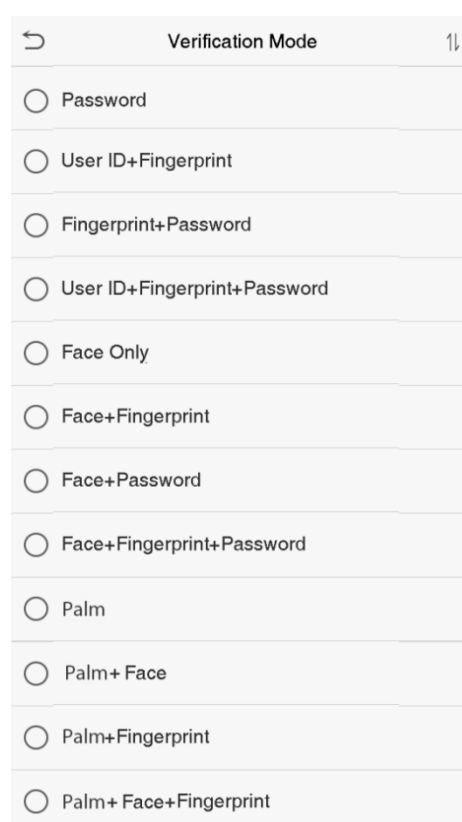 Verification Mode
Password
User ID+Fingerprint
Fingerprint+Password
User ID+Fingerprint+Password
Face Only
Face+Fingerprint
Face+Password
Face+Fingerprint+Password
Palm
Palm+ Face
Palm+Fingerprint
Palm+ Face+Fingerprint